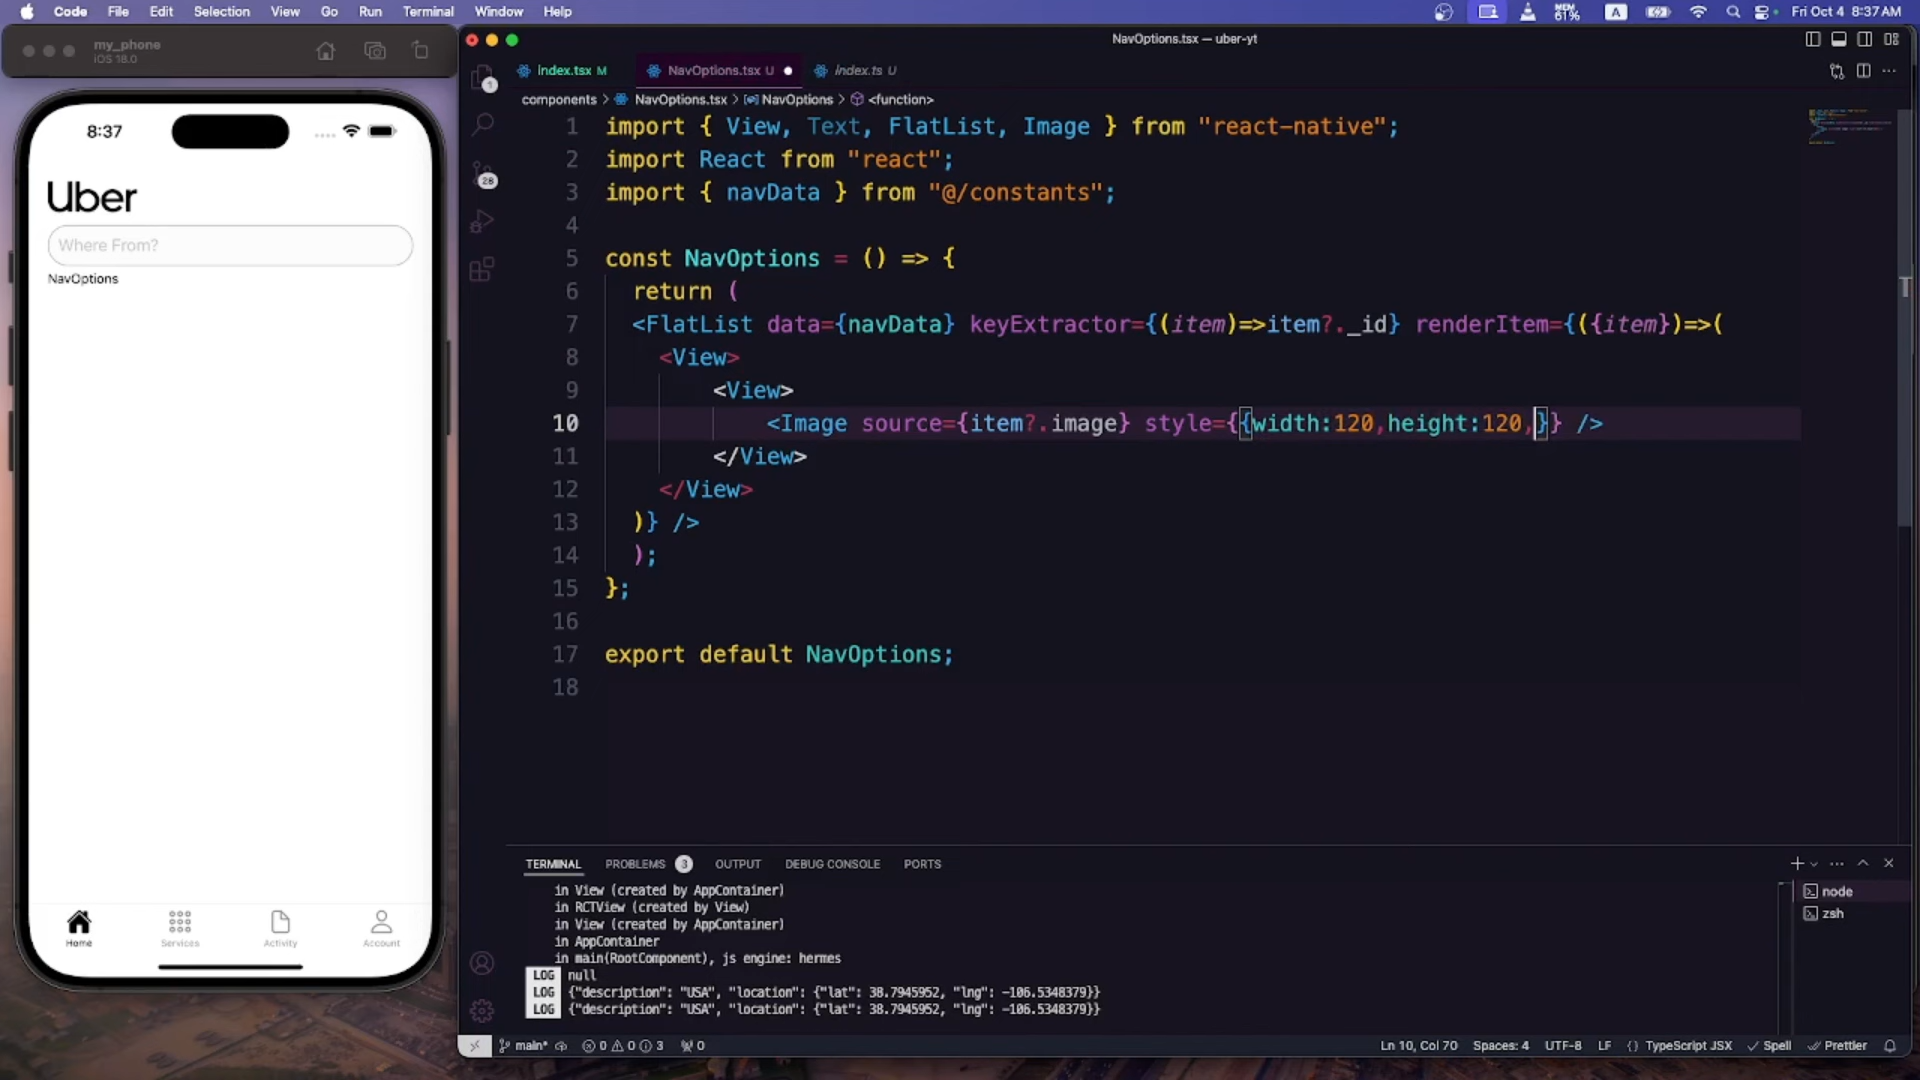 Code File Edit Selection View Go Run Terminal Window Help
MEM 61% A Fri Oct 4 8:37 AM
my_phone
iOS 18.0
8:37
Uber
Where From?
NavOptions
Home Services Activity Account
NavOptions.tsx — uber-yt
index.tsx M NavOptions.tsx U index.ts U
components > NavOptions.tsx > NavOptions > <function>
1 import { View, Text, FlatList, Image } from "react-native";
2 import React from "react";
3 import { navData } from "@/constants";
4
5 const NavOptions = () => {
6 return (
7 <FlatList data={navData} keyExtractor={(item)=>item?._id} renderItem={({item})=>(
8 <View>
9 <View>
10 <Image source={item?.image} style={{width:120,height:120,}} />
11 </View>
12 </View>
13 )} />
14 );
15 };
16
17 export default NavOptions;
18
1
28
TERMINAL PROBLEMS 3 OUTPUT DEBUG CONSOLE PORTS
in View (created by AppContainer)
in RCTView (created by View)
in View (created by AppContainer)
in AppContainer
in main(RootComponent), js engine: hermes
LOG null
LOG {"description": "USA", "location": {"lat": 38.7945952, "lng": -106.5348379}}
LOG {"description": "USA", "location": {"lat": 38.7945952, "lng": -106.5348379}}
node
zsh
main* 0 0 3 0 Ln 10, Col 70 Spaces: 4 UTF-8 LF {} TypeScript JSX Spell Prettier